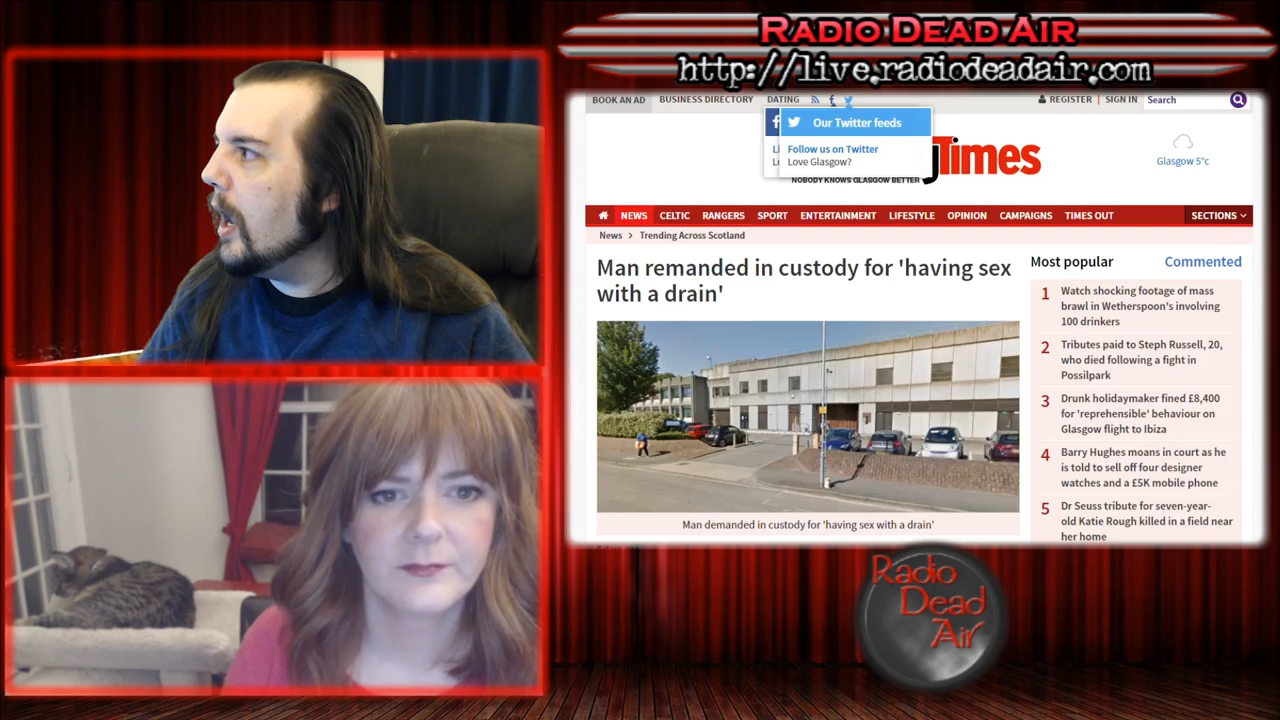 RADIO DEAD AIR
http://live.radiodeadair.com
BOOK AN AD BUSINESS DIRECTORY DATING REGISTER | SIGN IN Search
Our Twitter feeds
Follow us on Twitter
Love Glasgow?
Times
NOBODY KNOWS GLASGOW BETTER
Glasgow 5°c
NEWS CELTIC RANGERS SPORT ENTERTAINMENT LIFESTYLE OPINION CAMPAIGNS TIMES OUT SECTIONS
News > Trending Across Scotland
Man remanded in custody for 'having sex
with a drain'
Man demanded in custody for 'having sex with a drain'
Most popular Commented
1 Watch shocking footage of mass
brawl in Wetherspoon's involving
100 drinkers
2 Tributes paid to Steph Russell, 20,
who died following a fight in
Possilpark
3 Drunk holidaymaker fined £8,400
for 'reprehensible' behaviour on
Glasgow flight to Ibiza
4 Barry Hughes moans in court as he
is told to sell off four designer
watches and a £5K mobile phone
5 Dr Seuss tribute for seven-year-
old Katie Rough killed in a field near
her home
Radio
Dead
Air